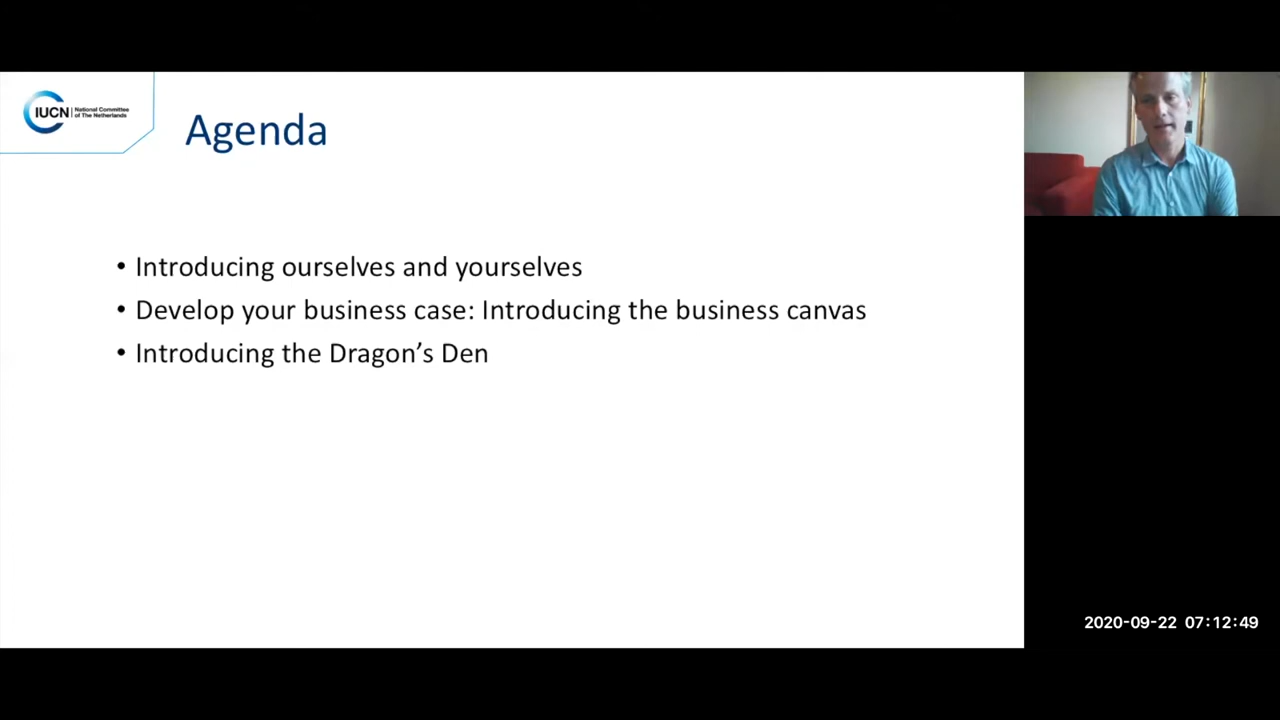 IUCN
National Committee
of The Netherlands
Agenda
• Introducing ourselves and yourselves
• Develop your business case: Introducing the business canvas
• Introducing the Dragon’s Den
2020-09-22 07:12:49